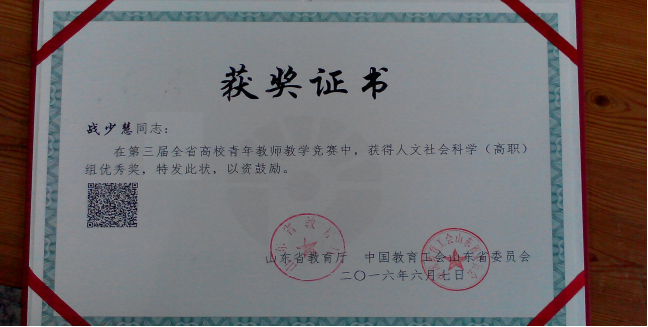 获奖证书
战少慧同志：
在第三届全省高校青年教师教学竞赛中，获得人文社会科学（高职）
组优秀奖，特发此状，以资鼓励。
山东省教育厅 中国教育工会山东省委员会
二〇一六年六月七日